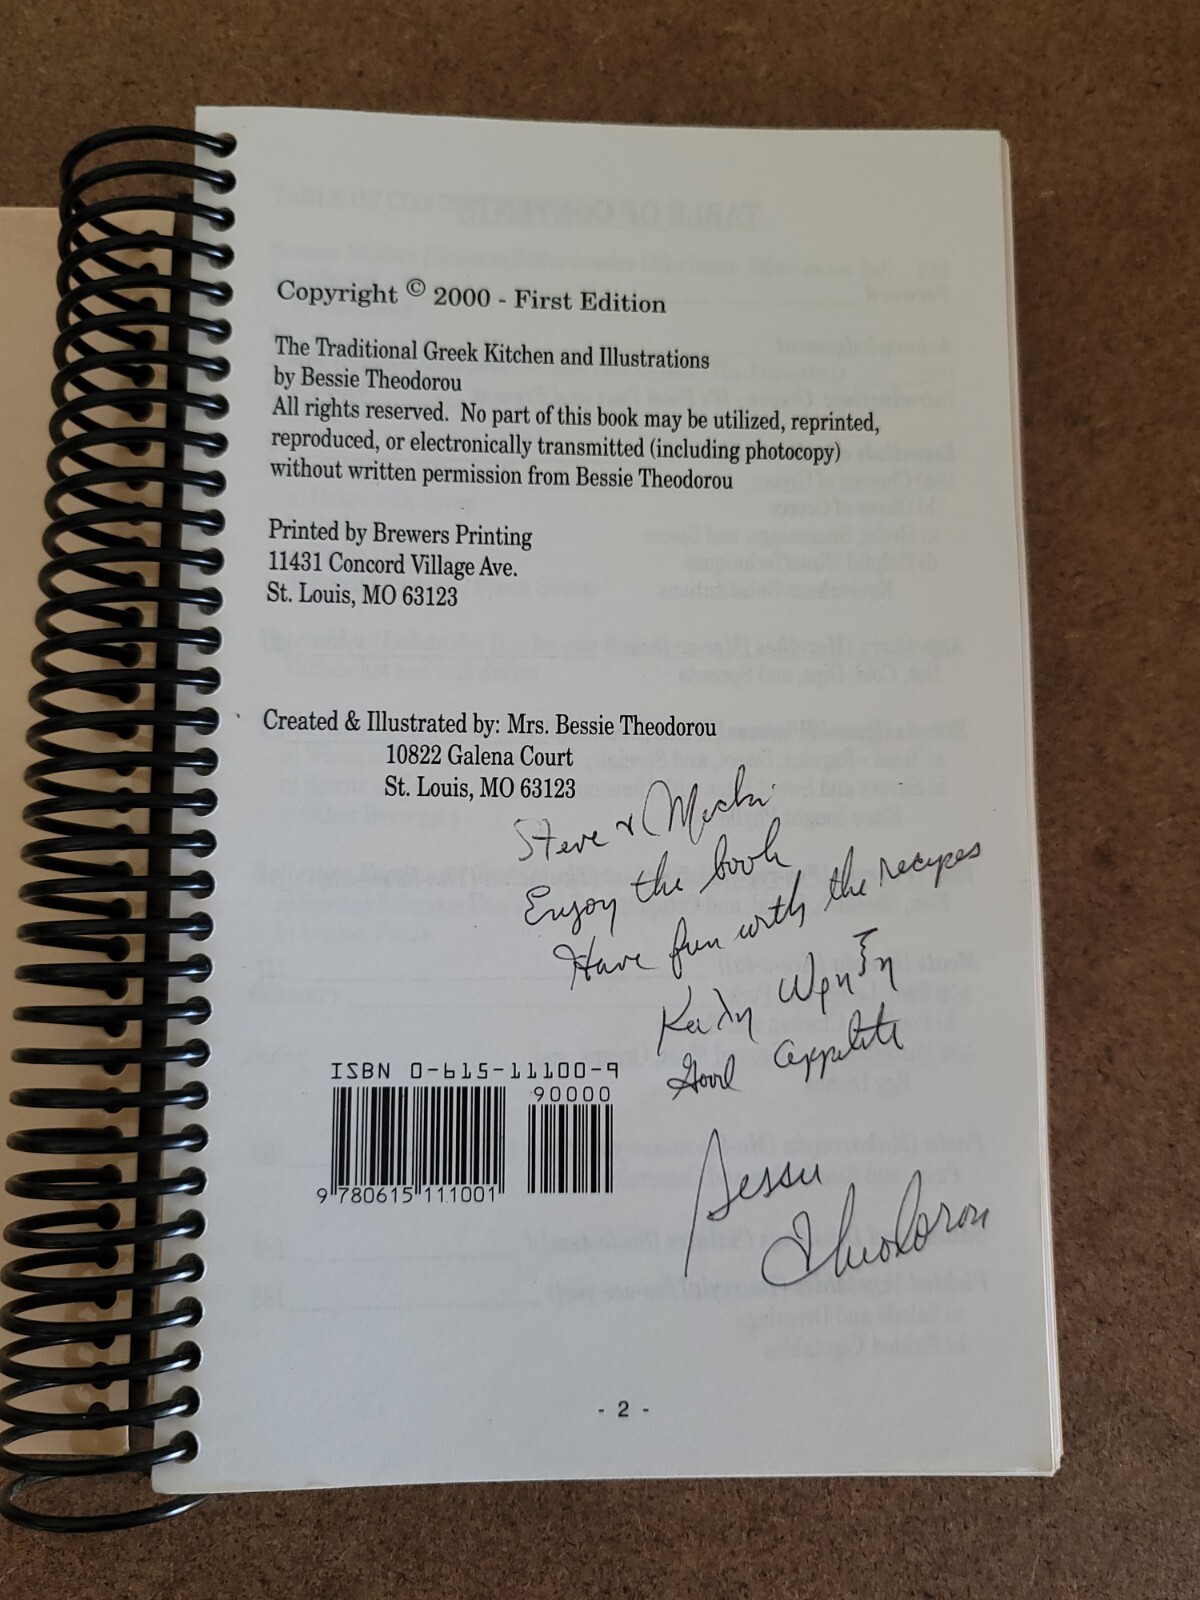 Copyright © 2000 - First Edition
The Traditional Greek Kitchen and Illustrations
by Bessie Theodorou
All rights reserved. No part of this book may be utilized, reprinted,
reproduced, or electronically transmitted (including photocopy)
without written permission from Bessie Theodorou
Printed by Brewers Printing
11431 Concord Village Ave.
St. Louis, MO 63123
Created & Illustrated by: Mrs. Bessie Theodorou
10822 Galena Court
St. Louis, MO 63123
Steve &
Enjoy the book
Have fun with the recipes
Καλη
Good appetite
Bessie
Theodorou
ISBN 0-615-11100-9
90000
9 780615 111001
- 2 -